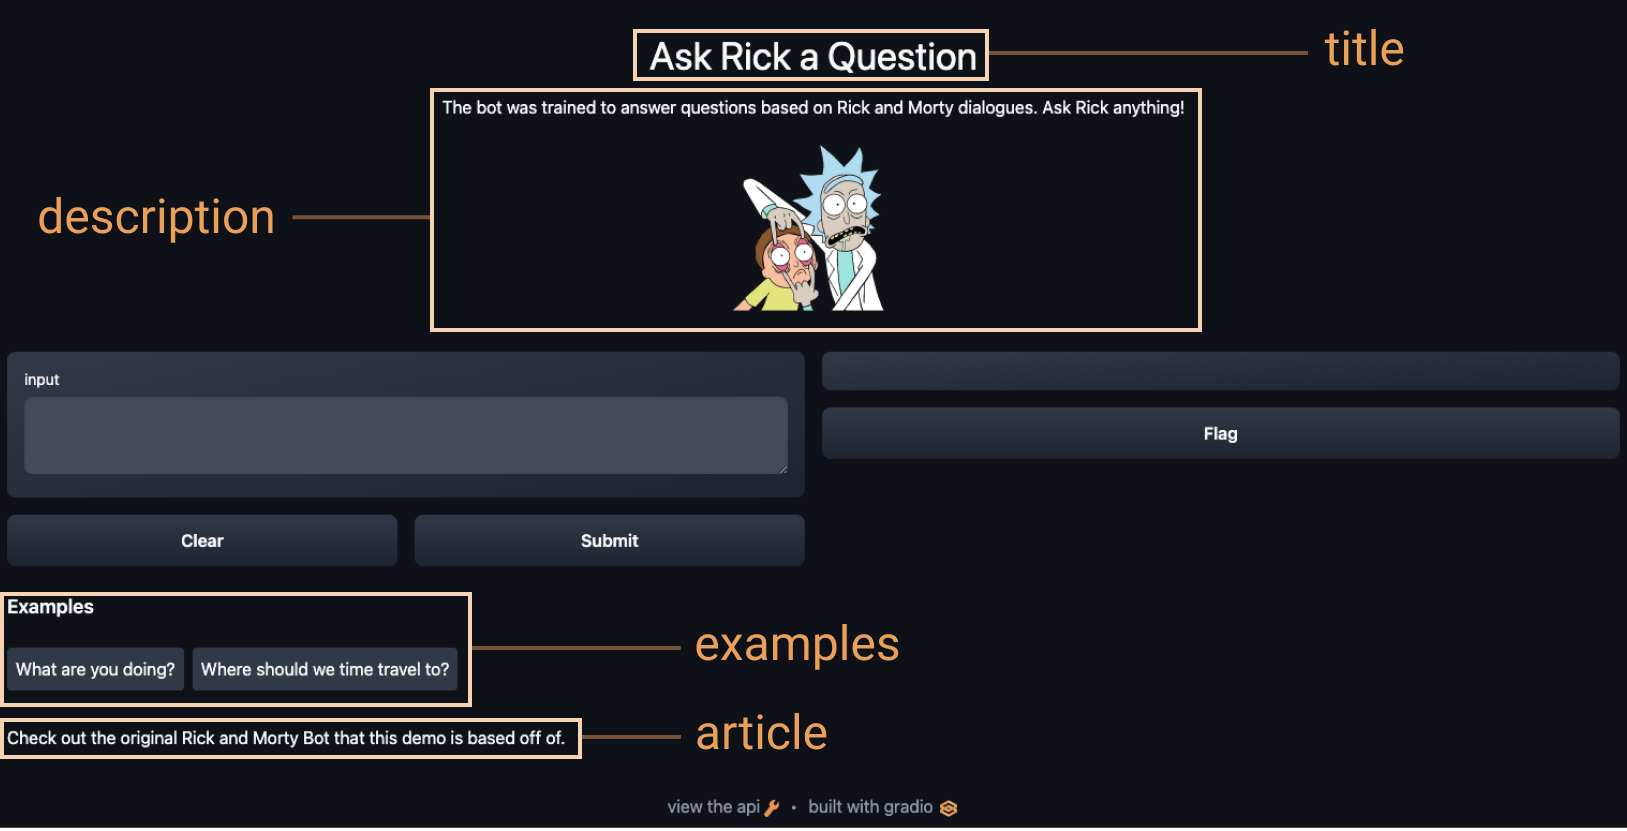 Ask Rick a Question
title
The bot was trained to answer questions based on Rick and Morty dialogues. Ask Rick anything!
description
input
Flag
Clear
Submit
Examples
What are you doing?
Where should we time travel to?
examples
Check out the original Rick and Morty Bot that this demo is based off of.
article
view the api • built with gradio